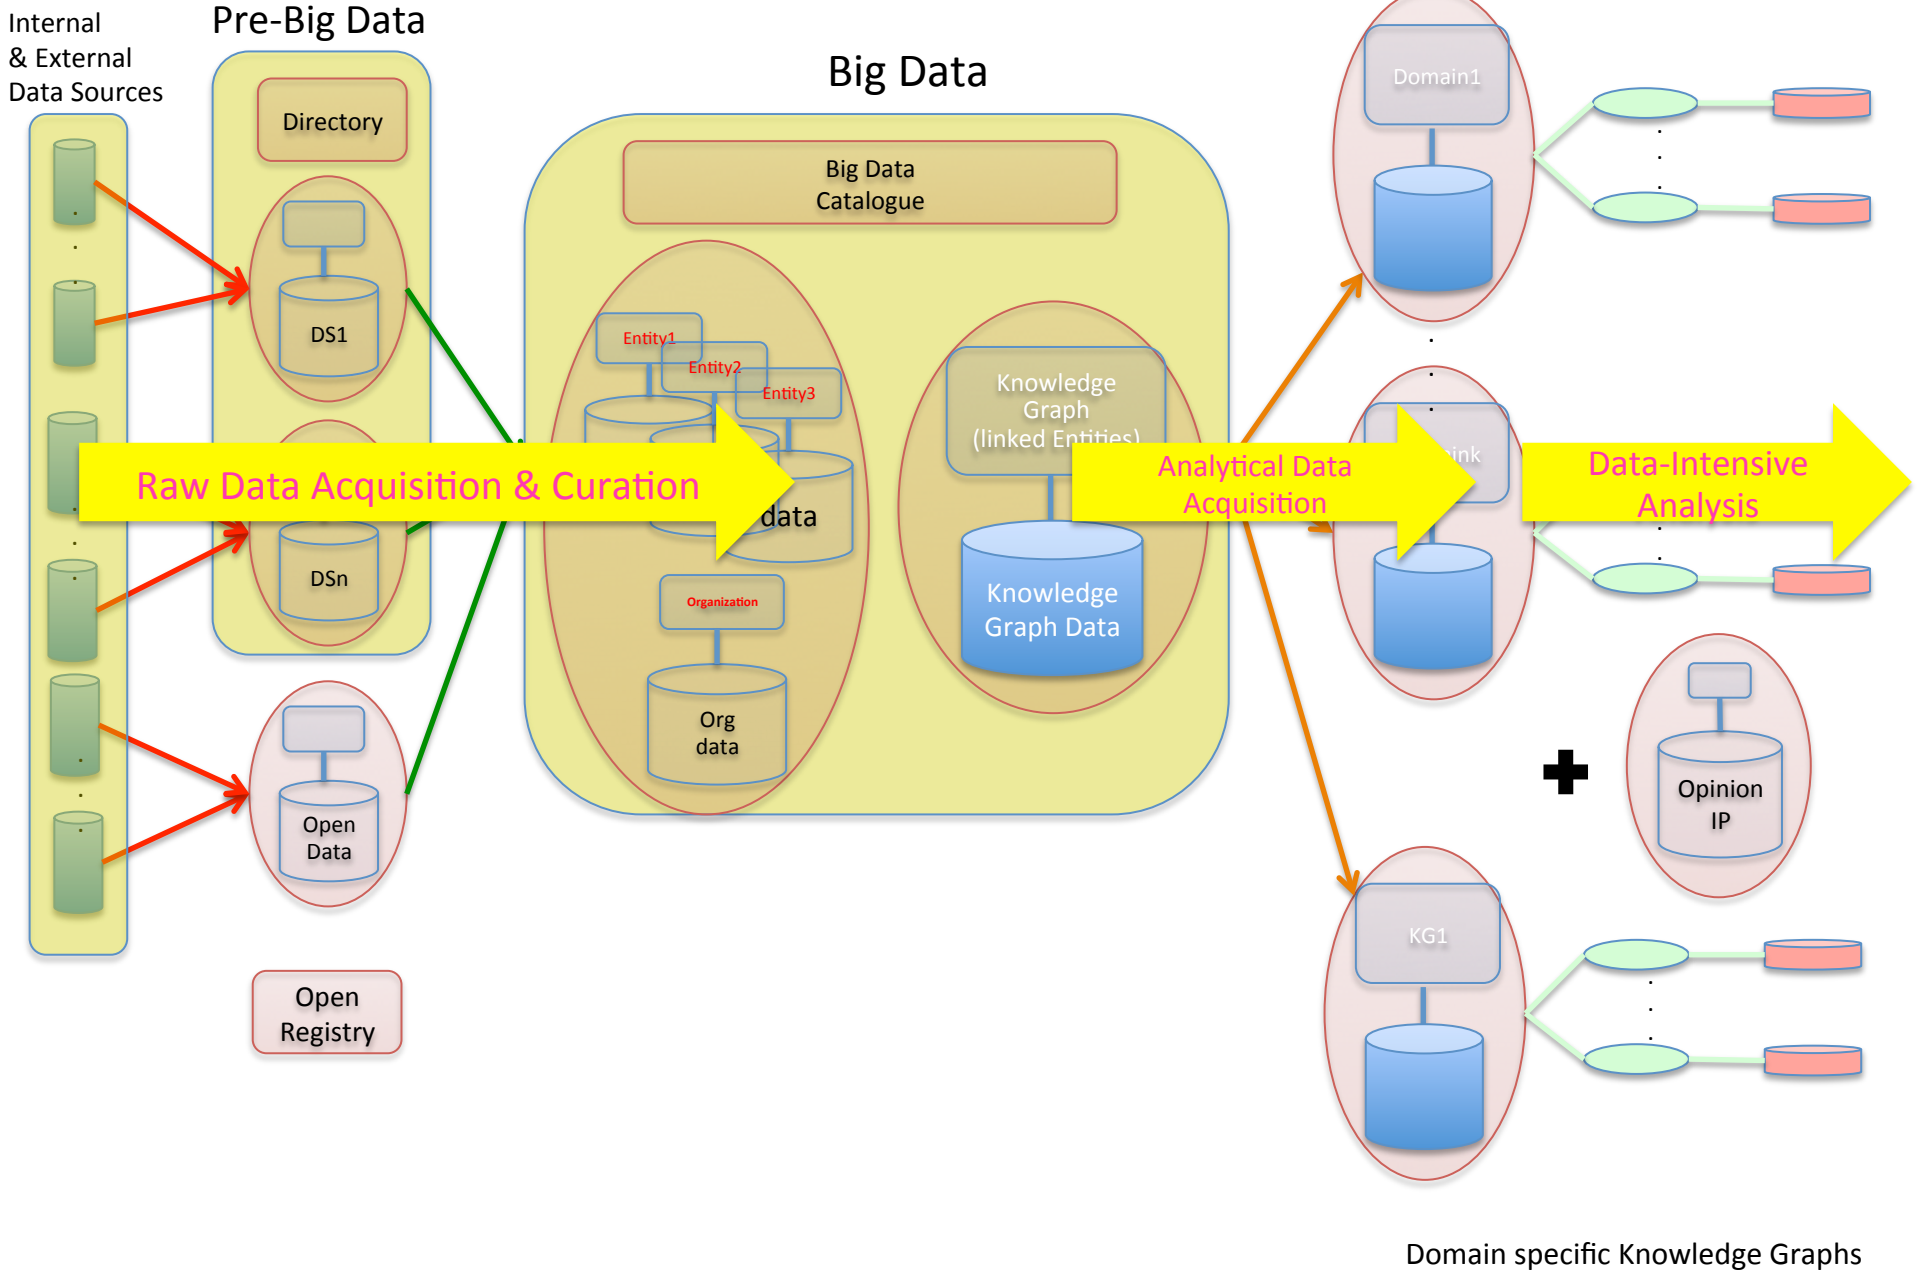 Internal
& External
Data Sources
Pre-Big Data
Directory
DS1
DSn
Open
Data
Open
Registry
Big Data
Big Data
Catalogue
Entity1
Entity2
Entity3
data
Organization
Org
data
Knowledge
Graph
(linked Entities)
Knowledge
Graph Data
Raw Data Acquisition & Curation
Analytical Data
Acquisition
Data-Intensive
Analysis
Domain1
KG1
Opinion
IP
Domain specific Knowledge Graphs